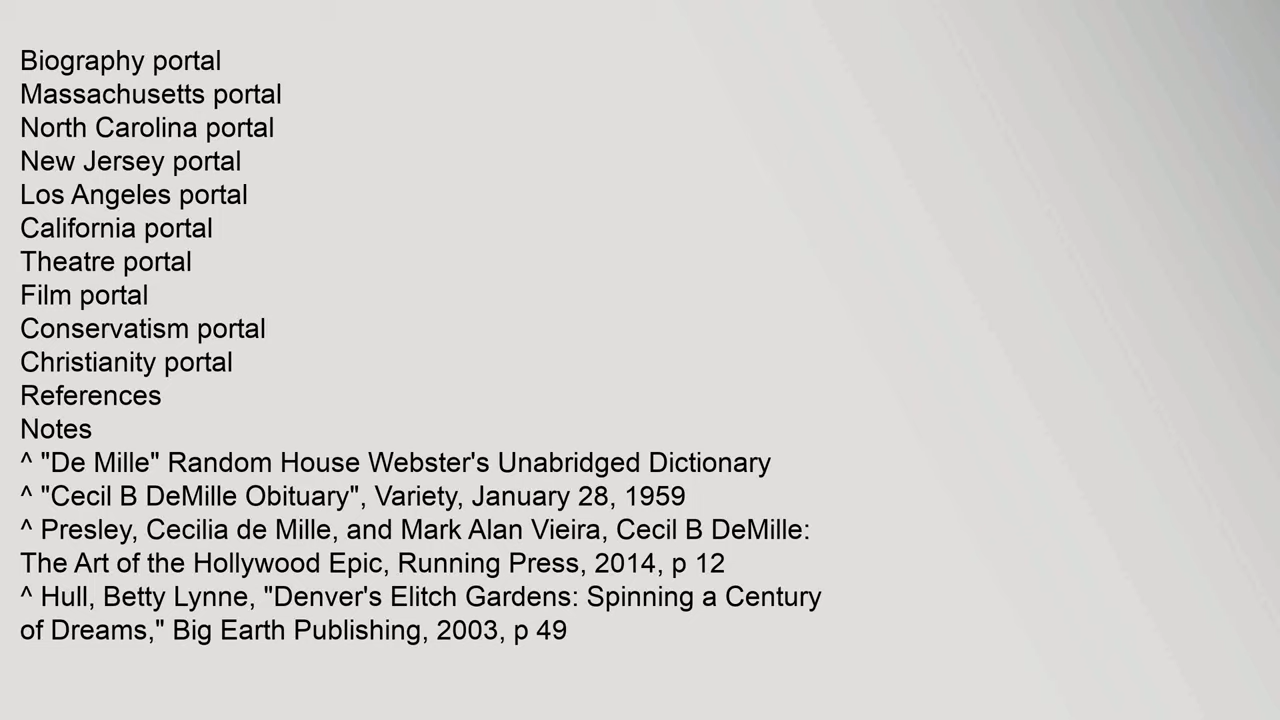 Biography portal
Massachusetts portal
North Carolina portal
New Jersey portal
Los Angeles portal
California portal
Theatre portal
Film portal
Conservatism portal
Christianity portal
References
Notes
^ "De Mille" Random House Webster's Unabridged Dictionary
^ "Cecil B DeMille Obituary", Variety, January 28, 1959
^ Presley, Cecilia de Mille, and Mark Alan Vieira, Cecil B DeMille:
The Art of the Hollywood Epic, Running Press, 2014, p 12
^ Hull, Betty Lynne, "Denver's Elitch Gardens: Spinning a Century
of Dreams," Big Earth Publishing, 2003, p 49